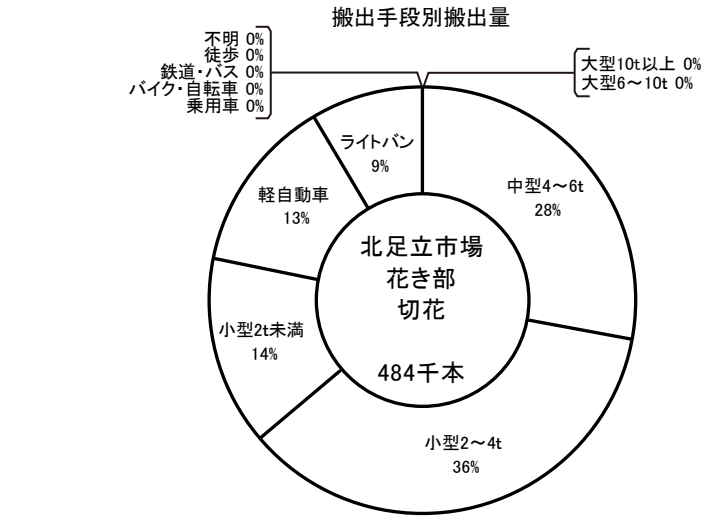 搬出手段別搬出量
不明 0%
徒歩 0%
鉄道・バス 0%
バイク・自転車 0%
乗用車 0%
大型10t以上 0%
大型6～10t 0%
ライトバン
9%
中型4～6t
28%
軽自動車
13%
北足立市場
花き部
切花
484千本
小型2t未満
14%
小型2～4t
36%